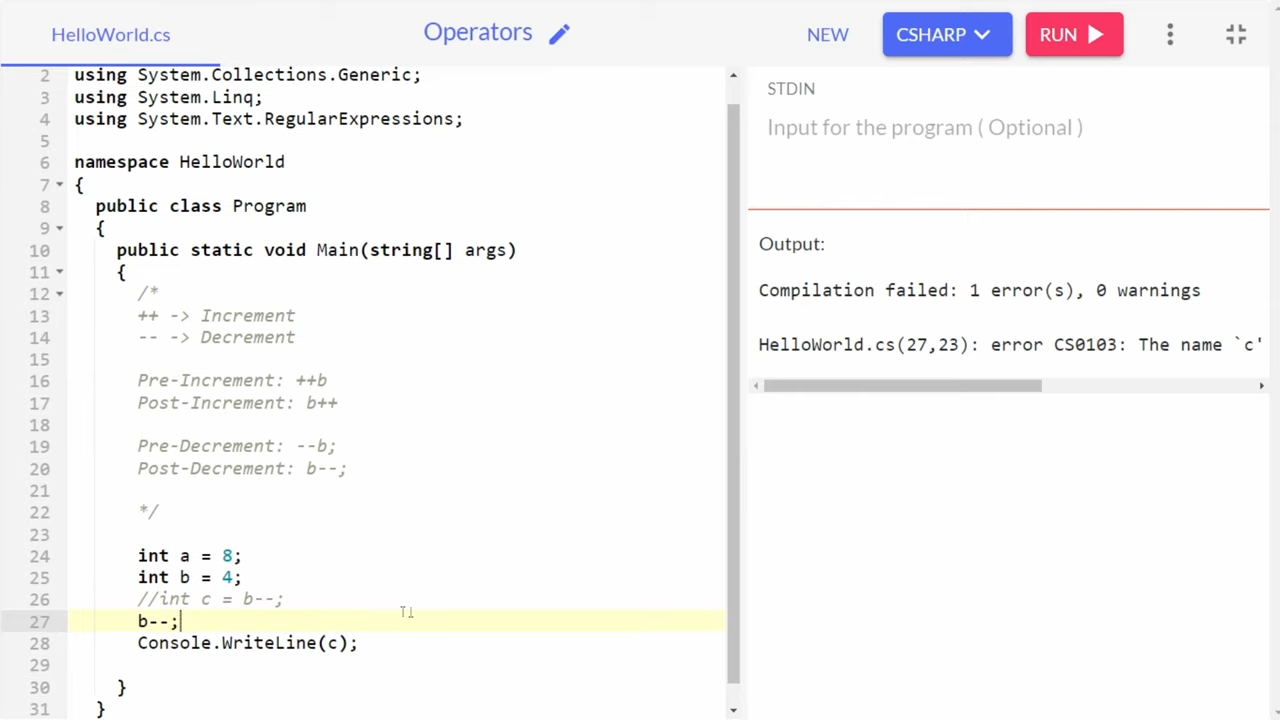 HelloWorld.cs
Operators
NEW
CSHARP
RUN
2 using System.Collections.Generic;
3 using System.Linq;
4 using System.Text.RegularExpressions;
5
6 namespace HelloWorld
7 {
8 public class Program
9 {
10 public static void Main(string[] args)
11 {
12 /*
13 ++ -> Increment
14 -- -> Decrement
15
16 Pre-Increment: ++b
17 Post-Increment: b++
18
19 Pre-Decrement: --b;
20 Post-Decrement: b--;
21
22 */
23
24 int a = 8;
25 int b = 4;
26 //int c = b--;
27 b--;
28 Console.WriteLine(c);
29
30 }
31 }
STDIN
Input for the program ( Optional )
Output:
Compilation failed: 1 error(s), 0 warnings
HelloWorld.cs(27,23): error CS0103: The name `c'